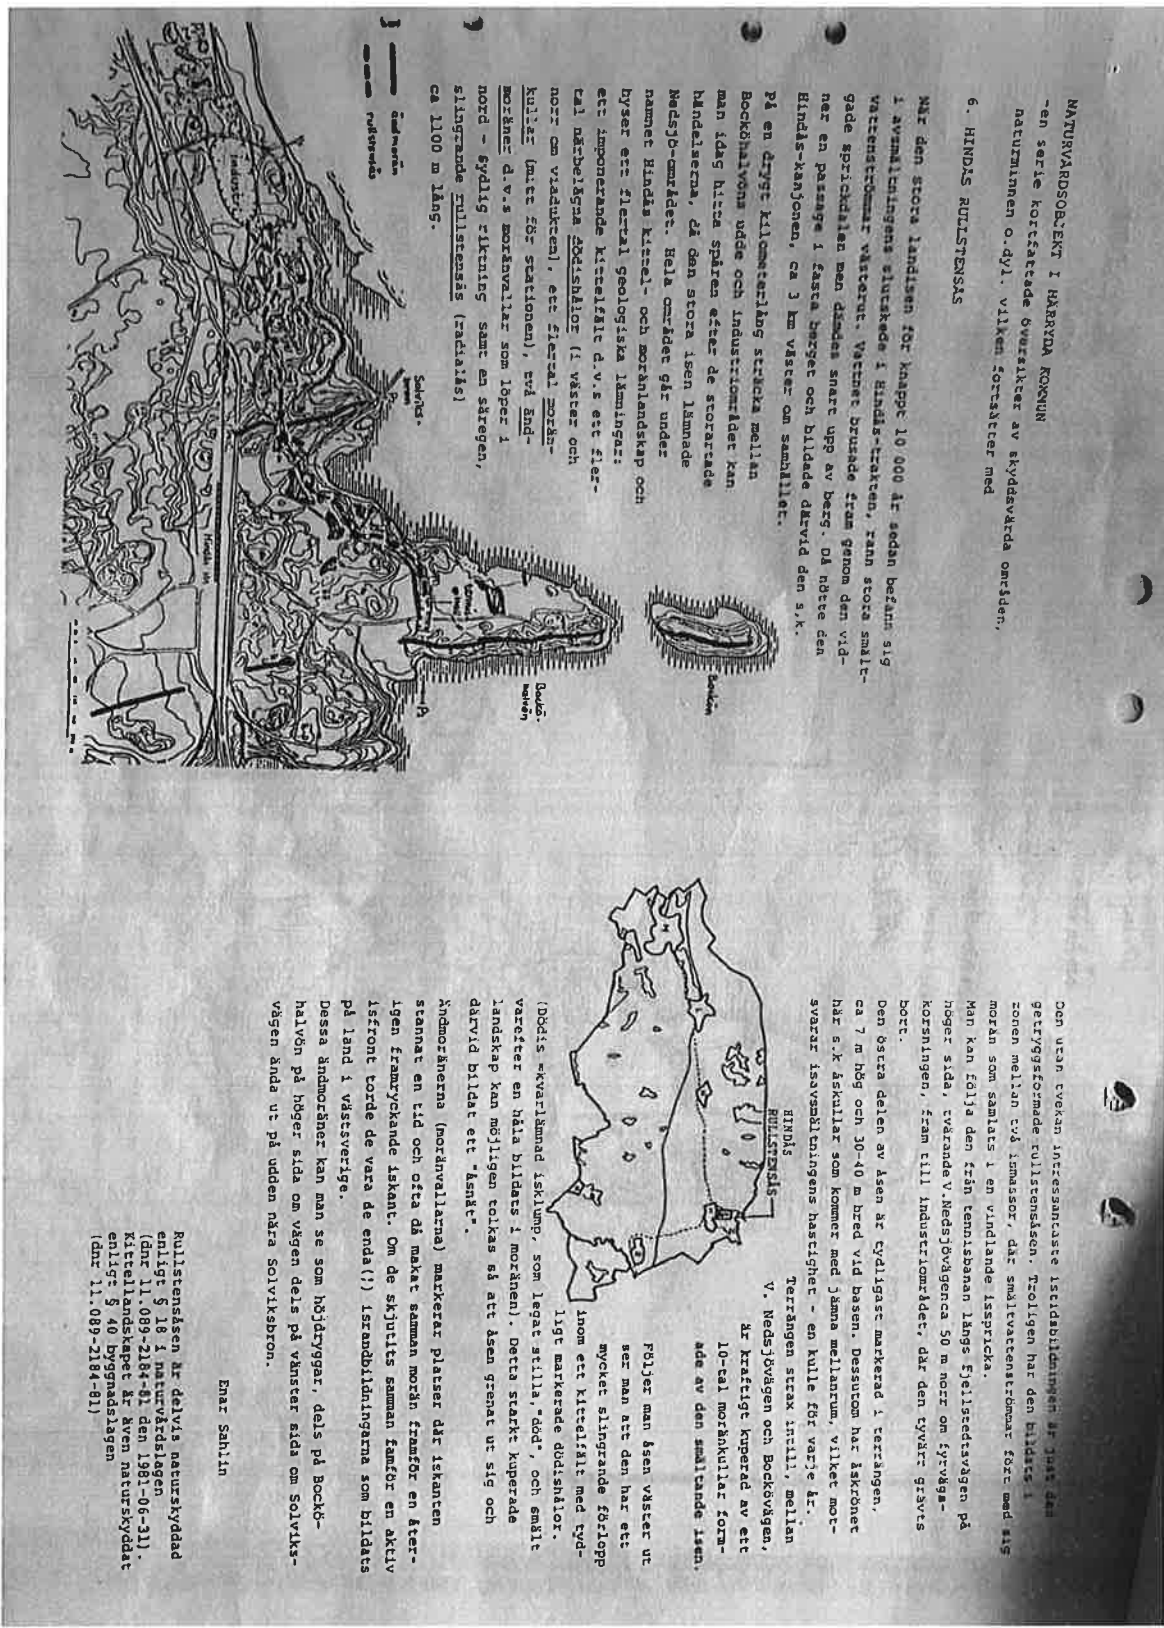 NATURVÅRDSOBJEKT I HÄRRYDA KOMMUN
-en serie kortfattade översikter av skyddsvärda områden,
naturminnen o.dyl. vilken fortsätter med
6. HINDÅS RULLSTENSÅS
När den stora landisen för knappt 10 000 år sedan befann sig
i avsmältningens slutskede i Hindås-trakten, rann stora smält-
vattenströmmar västerut. Vattnet brusade fram genom den vid-
gade sprickdalen men dämdes snart upp av berg. Då nötte den
ner en passage i fasta berget och bildade därvid den s.k.
Hindås-kanjonen, ca 3 km väster om samhället.
På en drygt kilometerlång sträcka mellan
Bocköhalvöns udde och industriområdet kan
man idag hitta spåren efter de storartade
händelserna, då den stora isen lämnade
Nedsjö-området. Hela området går under
namnet Hindås kittel- och moränlandskap och
hyser ett flertal geologiska lämningar:
ett imponerande kittelfält d.v.s ett fler-
tal närbelägna dödishålor (i väster och
norr om viadukten), ett flertal morän-
kullar (mitt för stationen), två änd-
moräner d.v.s moränvallar som löper i
nord - sydlig riktning samt en säregen,
slingrande rullstensås (radialås)
ca 1100 m lång.
ändmorän
rullstensås
Industri
Solviks-
bron
P1
Hindås stn
Bockö-
halvön
P2
Bockön
Den utan tvekan intressantaste istidsbildningen är just den
getryggsformade rullstensåsen. Troligen har den bildats i
zonen mellan två ismassor, där smältvattenströmmar fört med sig
morän som samlats i en vindlande isspricka.
Man kan följa den från tennisbanan längs Fjellstedtsvägen på
höger sida, tvärande V.Nedsjövägenca 50 m norr om fyrväga-
korsningen, fram till industriområdet, där den tyvärr grävts
bort.
Den östra delen av åsen är tydligast markerad i terrängen,
ca 7 m hög och 30-40 m bred vid basen. Dessutom har åskrönet
här s.k åskullar som kommer med jämna mellanrum, vilket mot-
svarar isavsmältningens hastighet - en kulle för varje år.
HINDÅS
RULLSTENSÅS
Terrängen strax intill, mellan
V. Nedsjövägen och Bockövägen,
är kraftigt kuperad av ett
10-tal moränkullar form-
ade av den smältande isen.
Följer man åsen väster ut
ser man att den har ett
mycket slingrande förlopp
inom ett kittelfält med tyd-
ligt markerade dödishålor.
(Dödis =kvarlämnad isklump, som legat stilla,"död", och smält
varefter en håla bildats i moränen). Detta starkt kuperade
landskap kan möjligen tolkas så att åsen grenat ut sig och
därvid bildat ett "åsnät".
Ändmoränerna (moränvallarna) markerar platser där iskanten
stannat en tid och ofta då makat samman morän framför en åter-
igen framryckande iskant. Om de skjutits samman famför en aktiv
isfront torde de vara de enda(!) israndbildningarna som bildats
på land i västsverige.
Dessa ändmoräner kan man se som höjdryggar, dels på Bockö-
halvön på höger sida om vägen dels på vänster sida om Solviks-
vägen ända ut på udden nära Solviksbron.
Enar Sahlin
Rullstensåsen är delvis naturskyddad
enligt § 18 i naturvårdslagen
(dnr 11.089-2184-81 den 1981-06-31).
Kittellandskapet är även naturskyddat
enligt § 40 byggnadslagen
(dnr 11.089-2184-81)